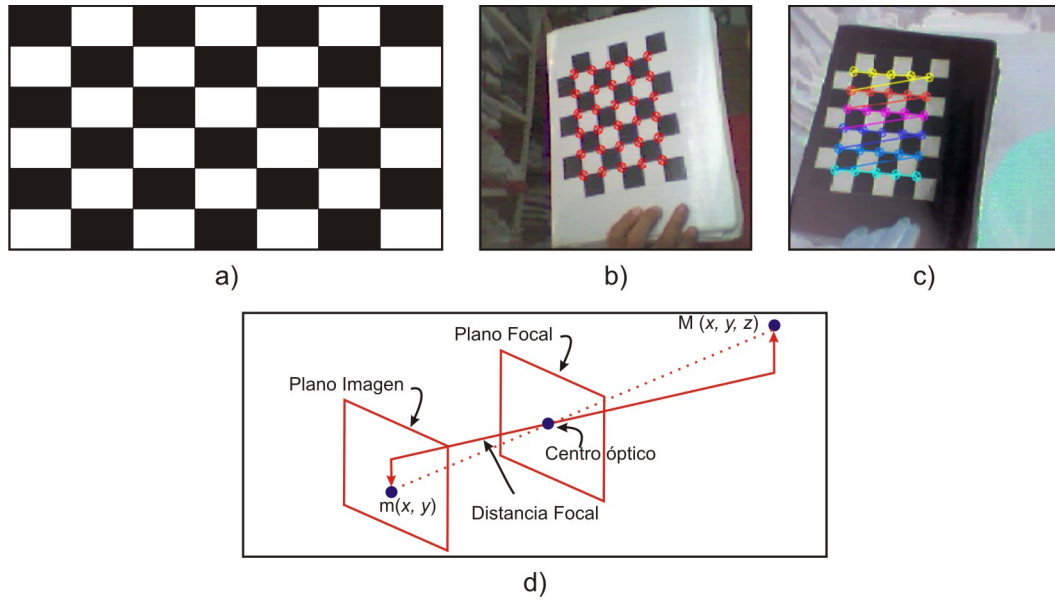 a)
b)
c)
M (x, y, z)
Plano Focal
Plano Imagen
Centro óptico
m(x, y)
Distancia Focal
d)